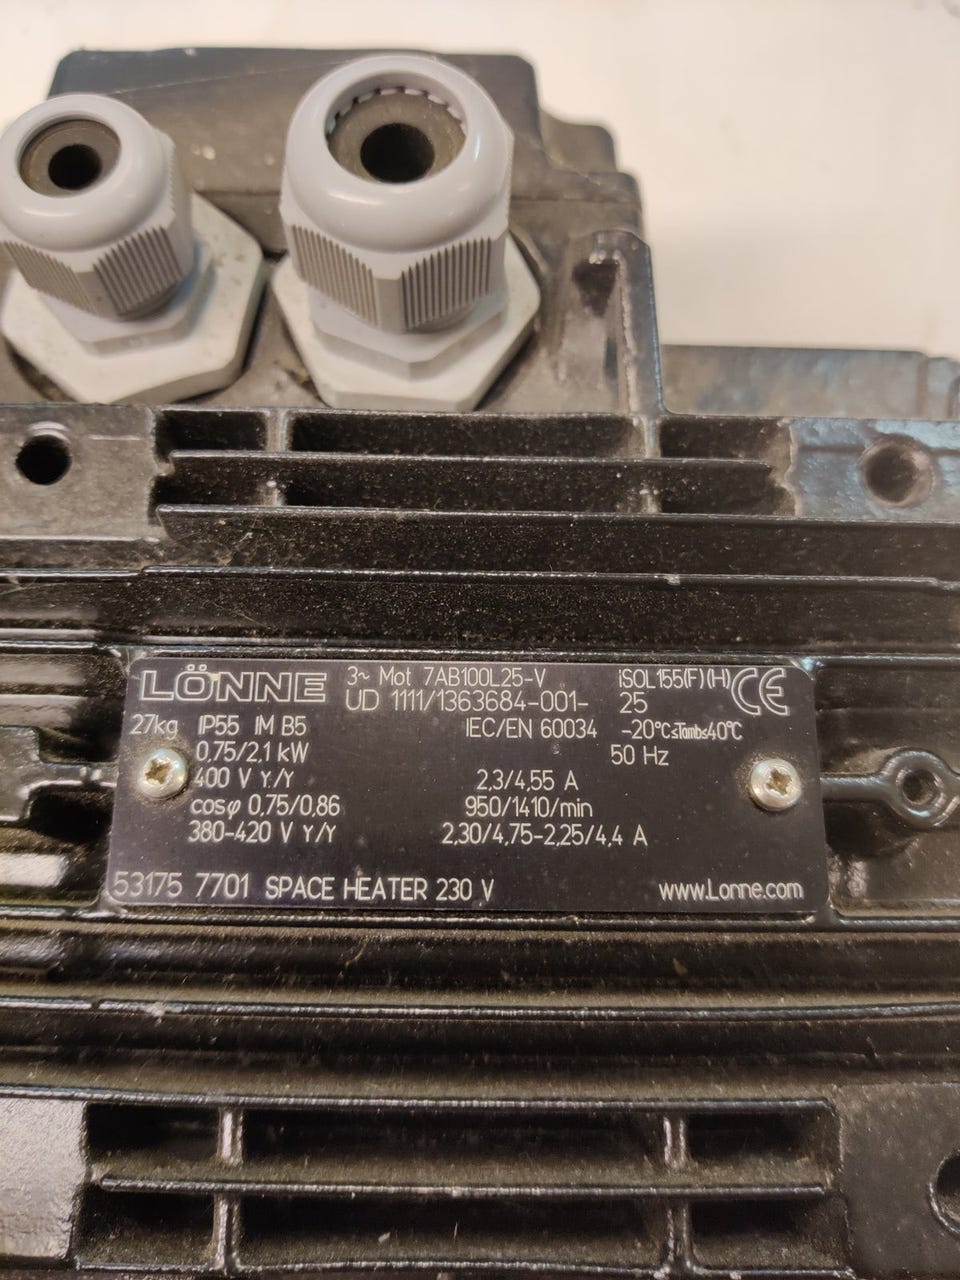 LÖNNE 3~ Mot 7AB100L25-V ISOL155(F)(H) CE
UD 1111/1363684-001- 25
27kg IP55 IM B5 IEC/EN 60034 -20°C≤Tamb≤40°C
0,75/2,1 kW 50 Hz
400 V Y/Y 2,3/4,55 A
cosφ 0,75/0,86 950/1410/min
380-420 V Y/Y 2,30/4,75-2,25/4,4 A
53175 7701 SPACE HEATER 230 V www.Lonne.com